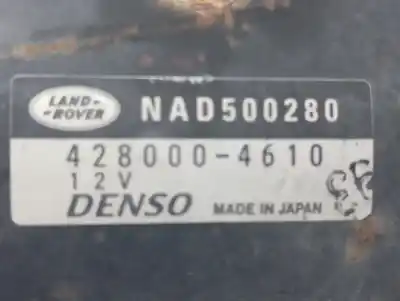 LAND-
-ROVER
NAD500280
428000-4610
12V
DENSO MADE IN JAPAN